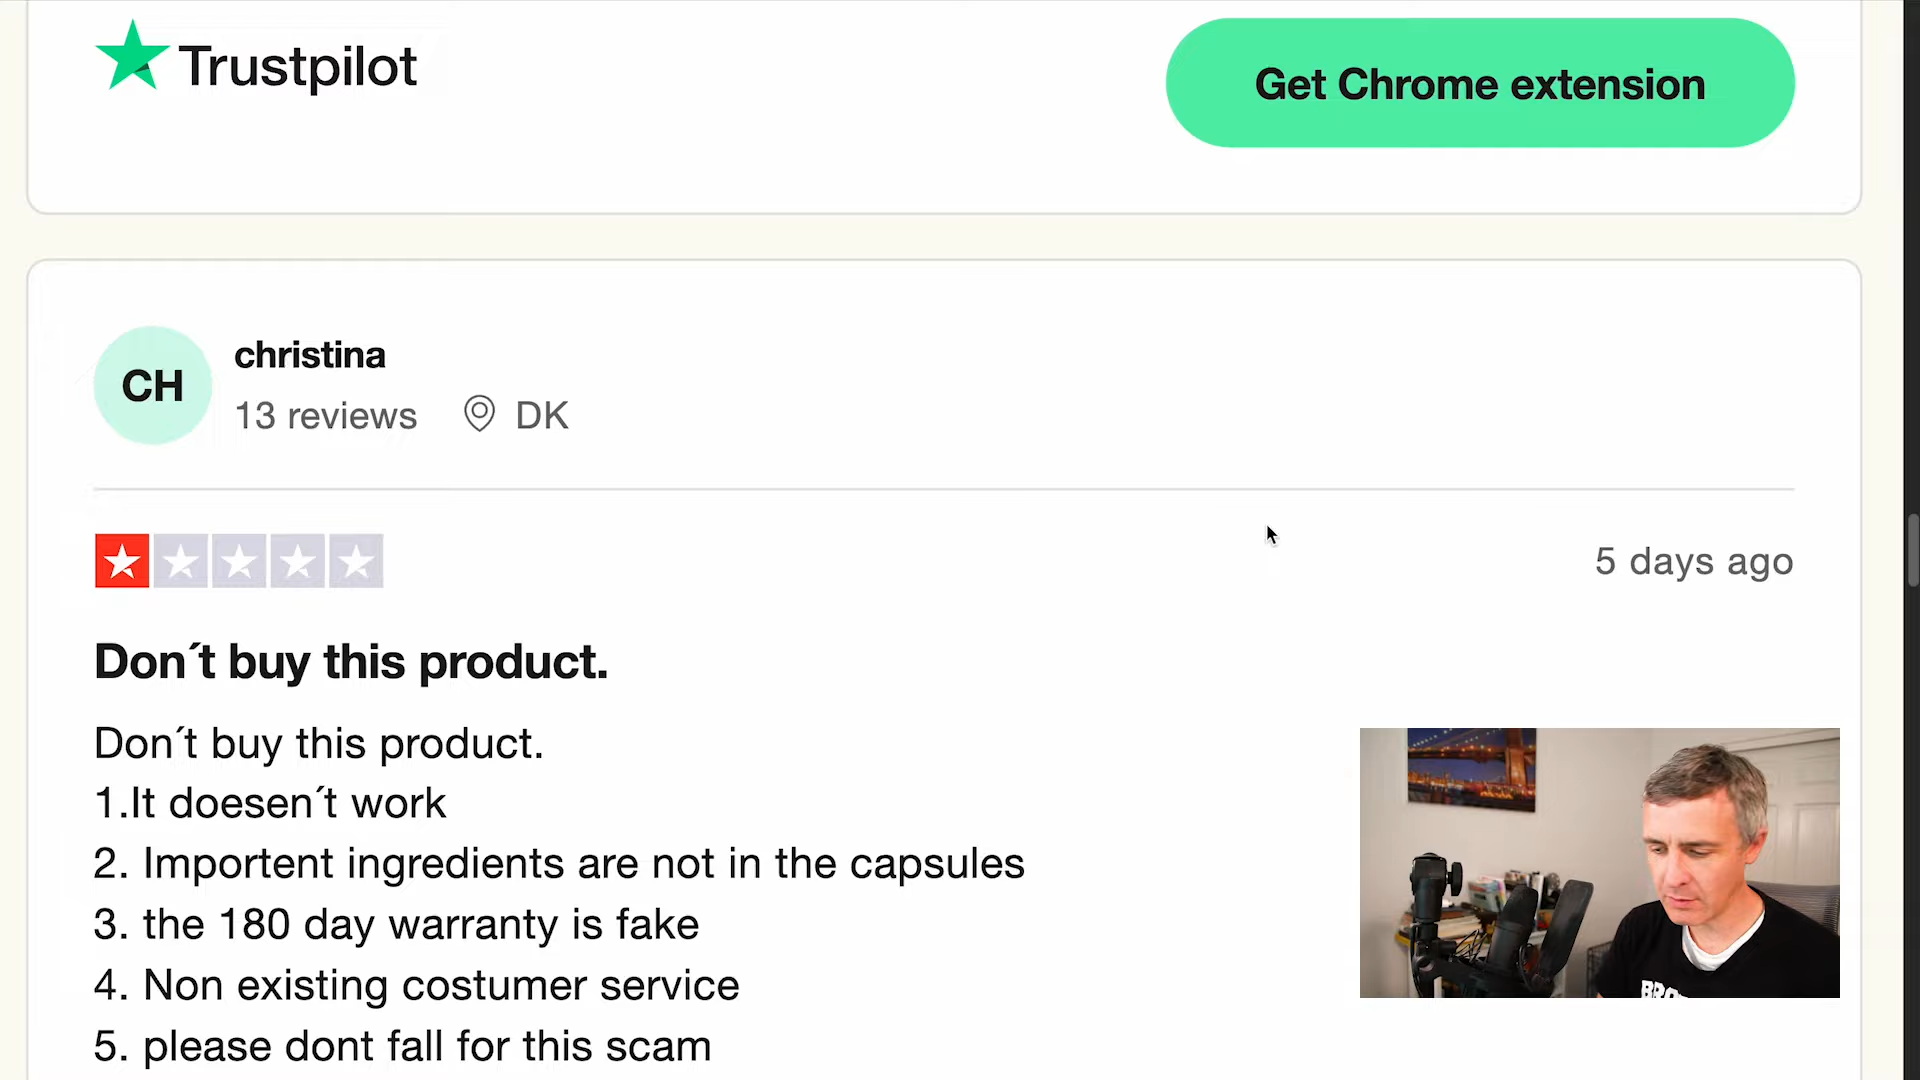 Trustpilot
Get Chrome extension
CH
christina
13 reviews DK
5 days ago
Don´t buy this product.
Don´t buy this product.
1.It doesen´t work
2. Importent ingredients are not in the capsules
3. the 180 day warranty is fake
4. Non existing costumer service
5. please dont fall for this scam